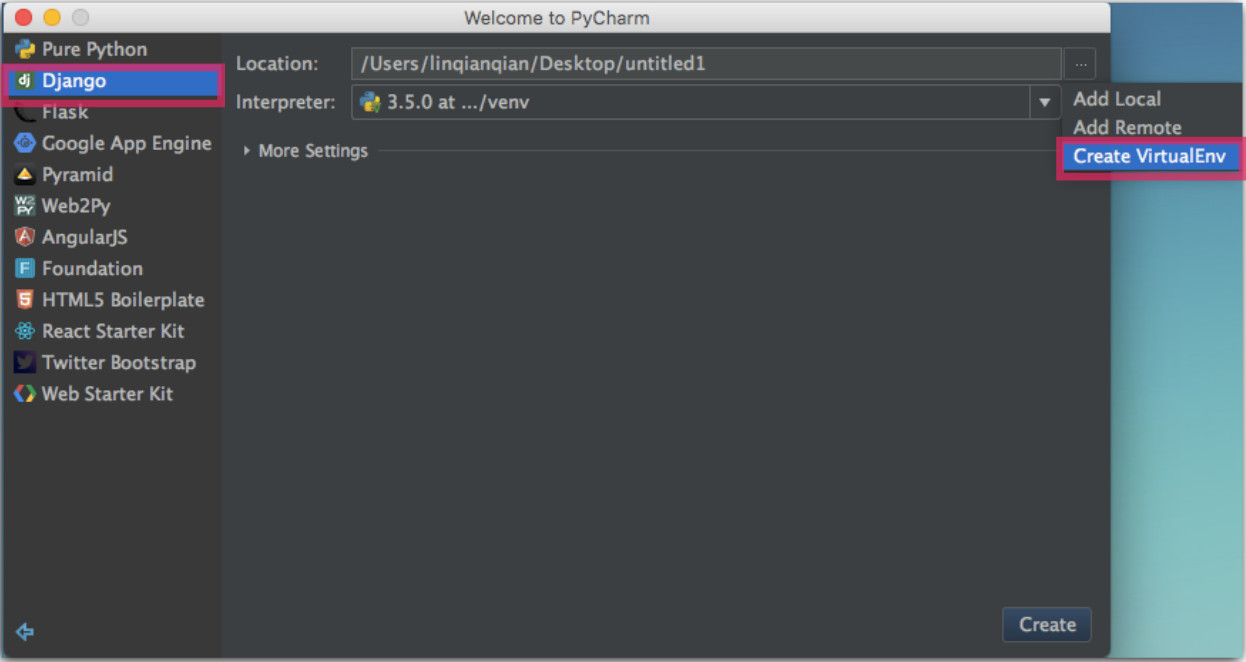 Welcome to PyCharm
Pure Python
Django
Flask
Google App Engine
Pyramid
Web2Py
AngularJS
Foundation
HTML5 Boilerplate
React Starter Kit
Twitter Bootstrap
Web Starter Kit
Location: /Users/linqianqian/Desktop/untitled1 ...
Interpreter: 3.5.0 at .../venv
More Settings
Add Local
Add Remote
Create VirtualEnv
Create